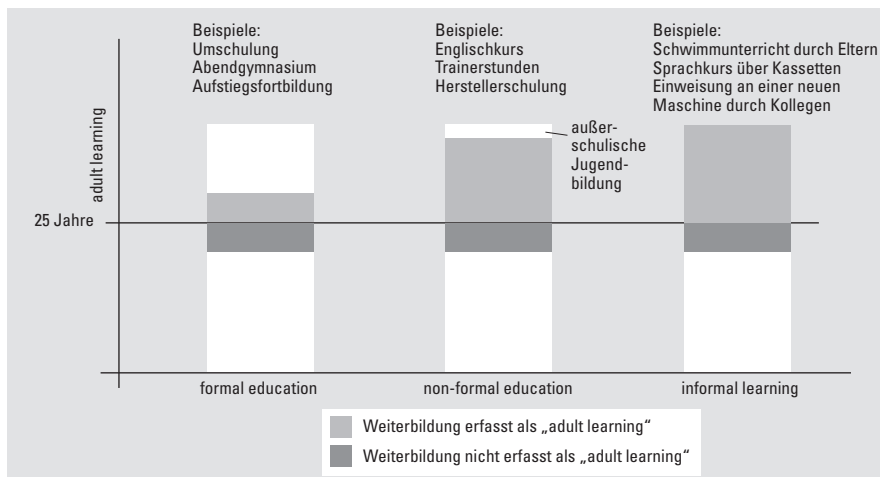 Beispiele:
Umschulung
Abendgymnasium
Aufstiegsfortbildung
Beispiele:
Englischkurs
Trainerstunden
Herstellerschulung
Beispiele:
Schwimmunterricht durch Eltern
Sprachkurs über Kassetten
Einweisung an einer neuen
Maschine durch Kollegen
adult learning
außer-
schulische
Jugend-
bildung
25 Jahre
formal education
non-formal education
informal learning
Weiterbildung erfasst als „adult learning“
Weiterbildung nicht erfasst als „adult learning“